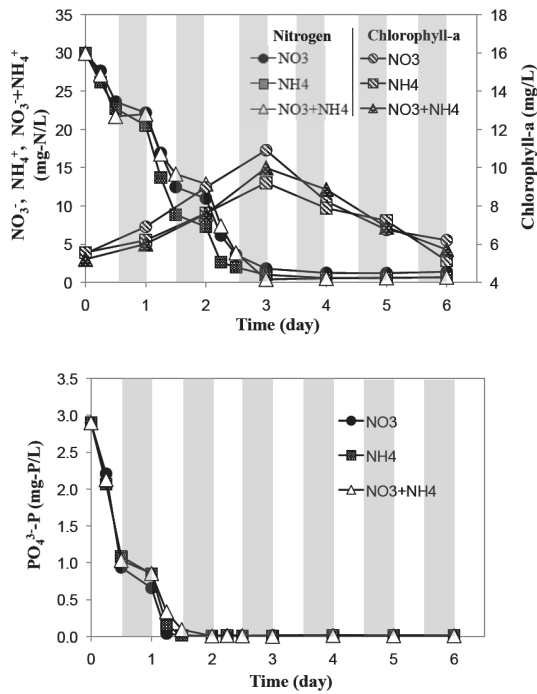 35
30
25
20
15
10
5
0
NO₃⁻, NH₄⁺, NO₃⁻+NH₄⁺
(mg-N/L)
18
16
14
12
10
8
6
4
Chlorophyll-a (mg/L)
Nitrogen
NO3
NH4
NO3+NH4
Chlorophyll-a
NO3
NH4
NO3+NH4
0 1 2 3 4 5 6
Time (day)
3.5
3.0
2.5
2.0
1.5
1.0
0.5
0.0
PO₄³⁻-P (mg-P/L)
NO3
NH4
NO3+NH4
0 1 2 3 4 5 6
Time (day)